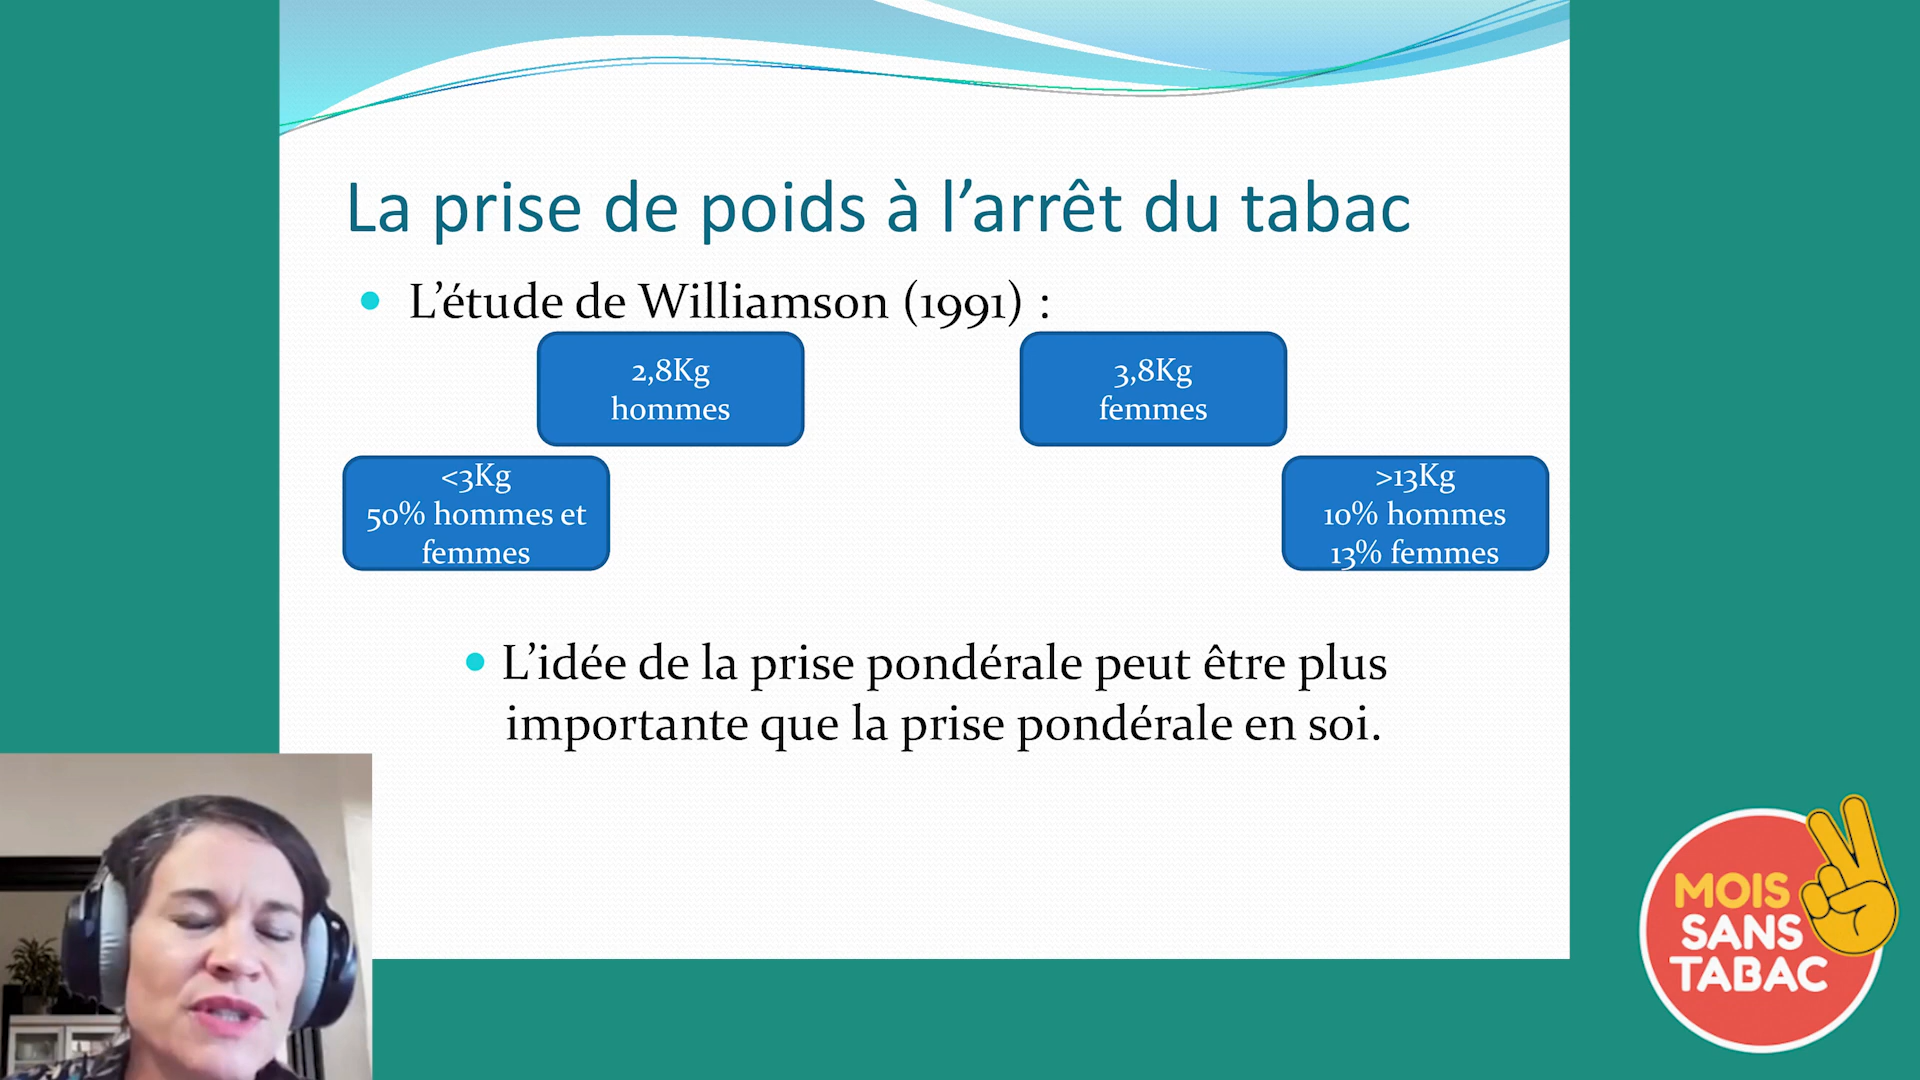 La prise de poids à l'arrêt du tabac
L'étude de Williamson (1991) :
2,8Kg
hommes
3,8Kg
femmes
<3Kg
50% hommes et
femmes
>13Kg
10% hommes
13% femmes
L'idée de la prise pondérale peut être plus
importante que la prise pondérale en soi.
MOIS
SANS
TABAC